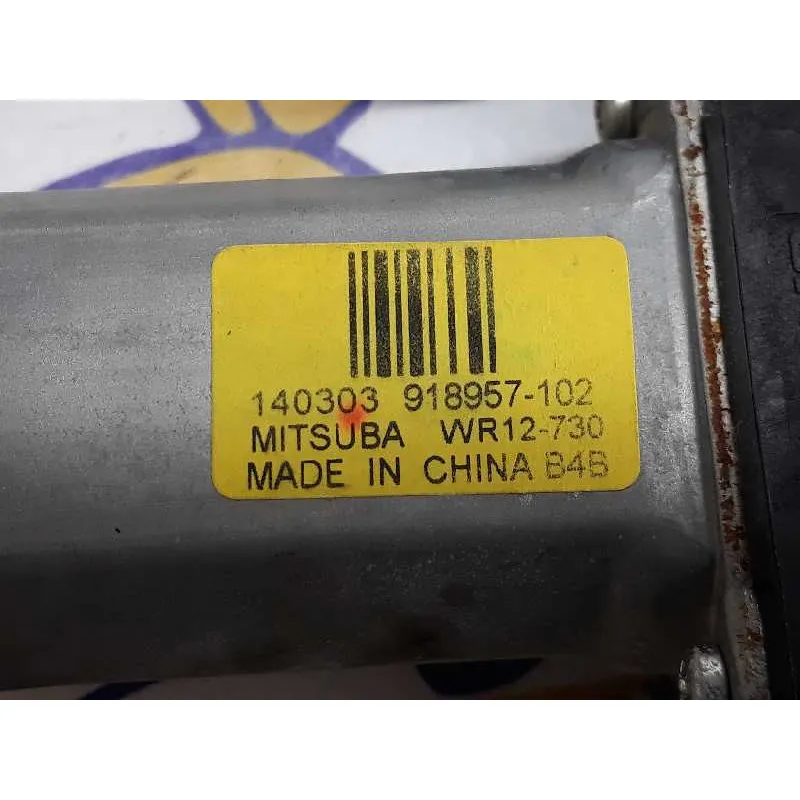 140303 918957-102
MITSUBA WR12-730
MADE IN CHINA B4B